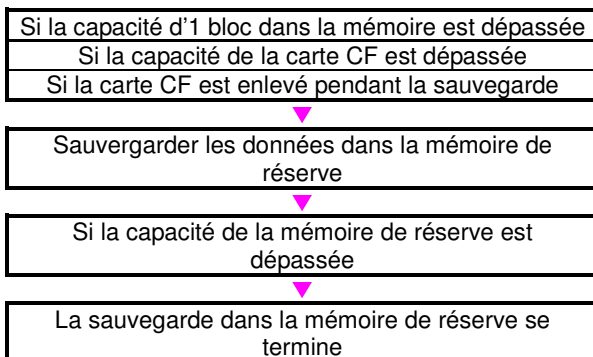 Si la capacité d'1 bloc dans la mémoire est dépassée
Si la capacité de la carte CF est dépassée
Si la carte CF est enlevé pendant la sauvegarde
Sauvergarder les données dans la mémoire de
réserve
Si la capacité de la mémoire de réserve est
dépassée
La sauvegarde dans la mémoire de réserve se
termine